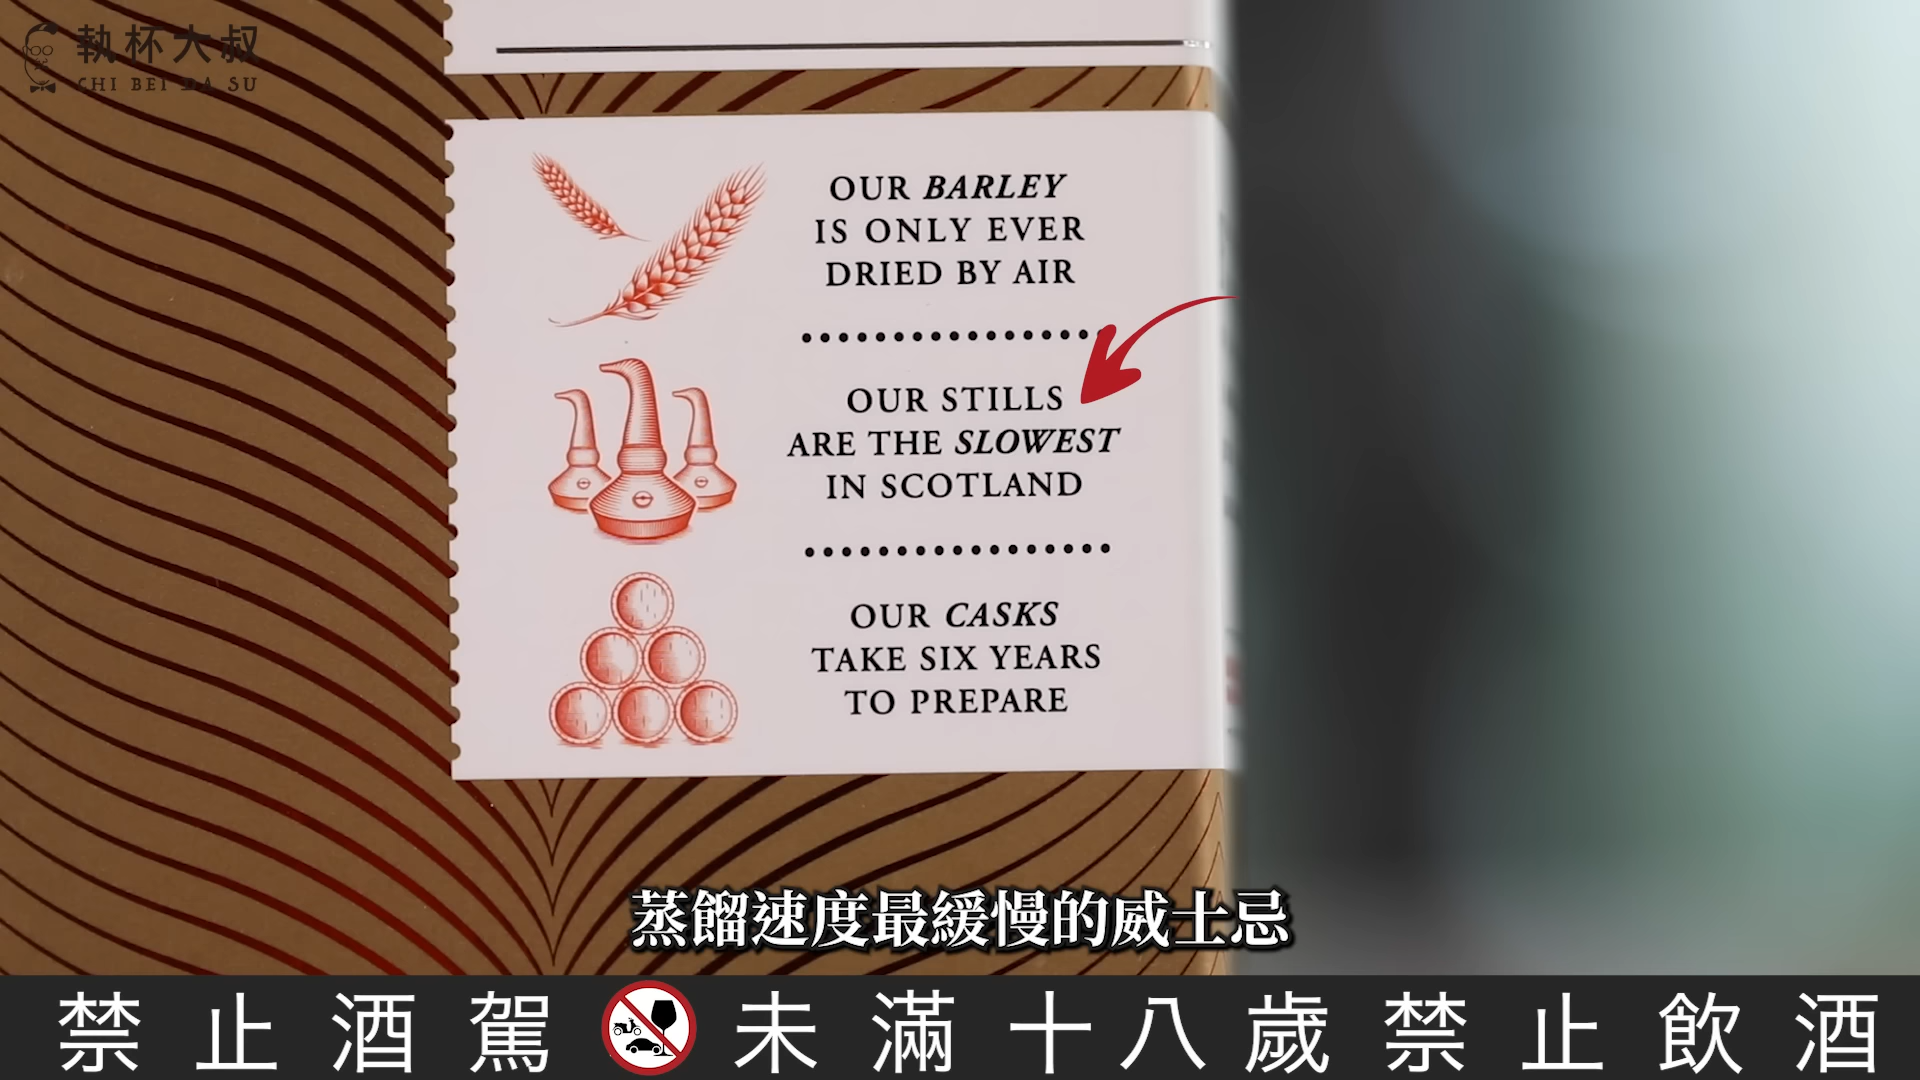 執杯大叔
CHI BEI DA SU
OUR BARLEY
IS ONLY EVER
DRIED BY AIR
OUR STILLS
ARE THE SLOWEST
IN SCOTLAND
OUR CASKS
TAKE SIX YEARS
TO PREPARE
蒸餾速度最緩慢的威士忌
禁止酒駕 未滿十八歲禁止飲酒